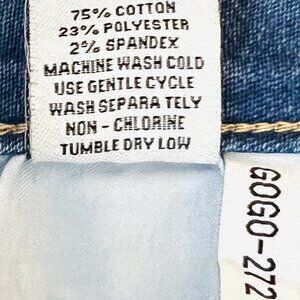 75% COTTON
23% POLYESTER
2% SPANDEX
MACHINE WASH COLD
USE GENTLE CYCLE
WASH SEPARA TELY
NON - CHLORINE
TUMBLE DRY LOW
GOGO-272